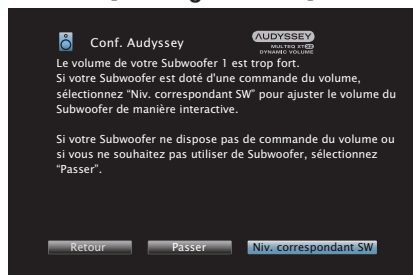 Conf. Audyssey
AUDYSSEY
MULTEQ XT32
DYNAMIC VOLUME
Le volume de votre Subwoofer 1 est trop fort.
Si votre Subwoofer est doté d'une commande du volume,
sélectionnez "Niv. correspondant SW" pour ajuster le volume du
Subwoofer de manière interactive.
Si votre Subwoofer ne dispose pas de commande du volume ou
si vous ne souhaitez pas utiliser de Subwoofer, sélectionnez
"Passer".
Retour Passer Niv. correspondant SW